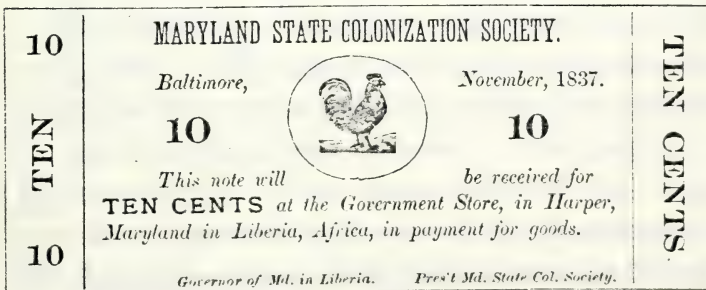 10
TEN
10
MARYLAND STATE COLONIZATION SOCIETY.
Baltimore, November, 1837.
10 10
This note will be received for
TEN CENTS at the Government Store, in Harper,
Maryland in Liberia, Africa, in payment for goods.
Governor of Md. in Liberia. Pres't Md. State Col. Society.
TEN CENTS